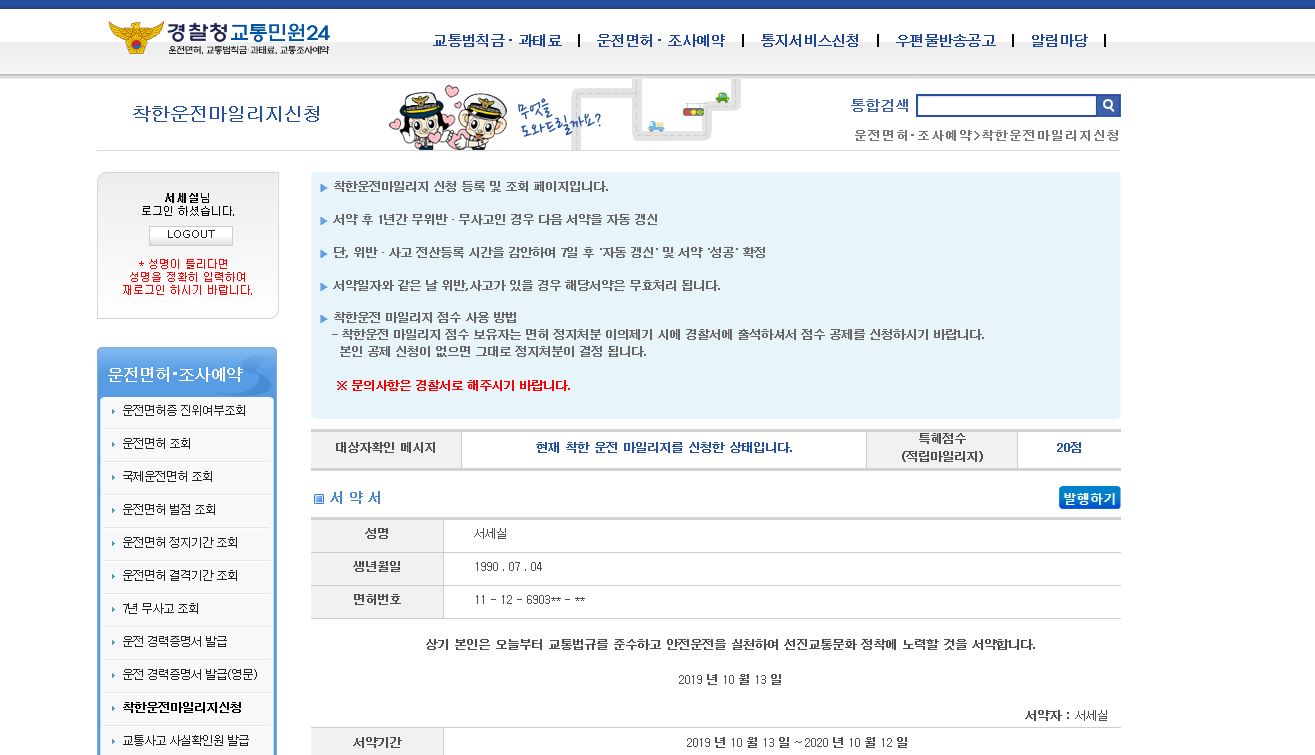 경찰청교통민원24
운전면허, 교통범칙금·과태료, 교통조사예약
교통범칙금·과태료 | 운전면허·조사예약 | 통지서비스신청 | 우편물반송공고 | 알림마당 |
착한운전마일리지신청
무엇을
도와드릴까요?
통합검색
운전면허·조사예약>착한운전마일리지신청
서세실님
로그인 하셨습니다.
LOGOUT
* 성명이 틀리다면
성명을 정확히 입력하여
재로그인 하시기 바랍니다.
운전면허·조사예약
운전면허증 진위여부조회
운전면허 조회
국제운전면허 조회
운전면허 벌점 조회
운전면허 정지기간 조회
운전면허 결격기간 조회
7년 무사고 조회
운전 경력증명서 발급
운전 경력증명서 발급(영문)
착한운전마일리지신청
교통사고 사실확인원 발급
착한운전마일리지 신청 등록 및 조회 페이지입니다.
서약 후 1년간 무위반·무사고인 경우 다음 서약을 자동 갱신
단, 위반·사고 전산등록 시간을 감안하여 7일 후 '자동 갱신' 및 서약 '성공' 확정
서약일자와 같은 날 위반,사고가 있을 경우 해당서약은 무효처리 됩니다.
착한운전 마일리지 점수 사용 방법
- 착한운전 마일리지 점수 보유자는 면허 정지처분 이의제기 시에 경찰서에 출석하셔서 점수 공제를 신청하시기 바랍니다.
본인 공제 신청이 없으면 그대로 정지처분이 결정 됩니다.
※ 문의사항은 경찰서로 해주시기 바랍니다.
대상자확인 메시지 현재 착한 운전 마일리지를 신청한 상태입니다. 특혜점수 (적립마일리지) 20점
서 약 서
발행하기
성명 서세실
생년월일 1990 . 07 . 04
면허번호 11 - 12 - 6903** - **
상기 본인은 오늘부터 교통법규를 준수하고 안전운전을 실천하여 선진교통문화 정착에 노력할 것을 서약합니다.
2019 년 10 월 13 일
서약자 : 서세실
서약기간 2019 년 10 월 13 일 ~ 2020 년 10 월 12 일